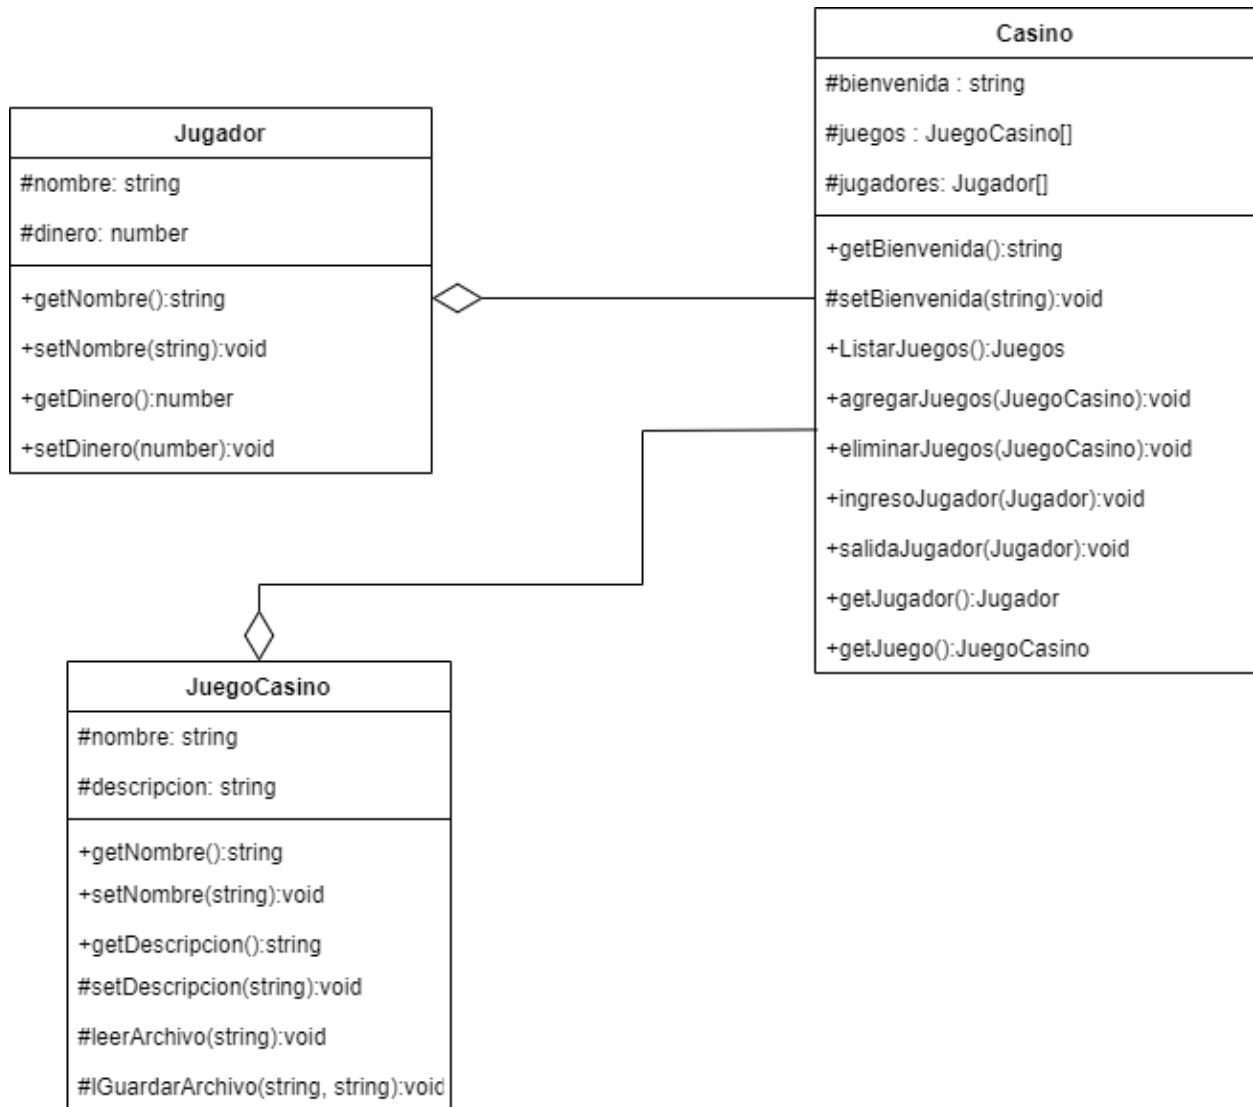 Jugador
#nombre: string
#dinero: number
+getNombre():string
+setNombre(string):void
+getDinero():number
+setDinero(number):void
Casino
#bienvenida : string
#juegos : JuegoCasino[]
#jugadores: Jugador[]
+getBienvenida():string
#setBienvenida(string):void
+ListarJuegos():Juegos
+agregarJuegos(JuegoCasino):void
+eliminarJuegos(JuegoCasino):void
+ingresoJugador(Jugador):void
+salidaJugador(Jugador):void
+getJugador():Jugador
+getJuego():JuegoCasino
JuegoCasino
#nombre: string
#descripcion: string
+getNombre():string
+setNombre(string):void
+getDescripcion():string
#setDescripcion(string):void
#leerArchivo(string):void
#lGuardarArchivo(string, string):void